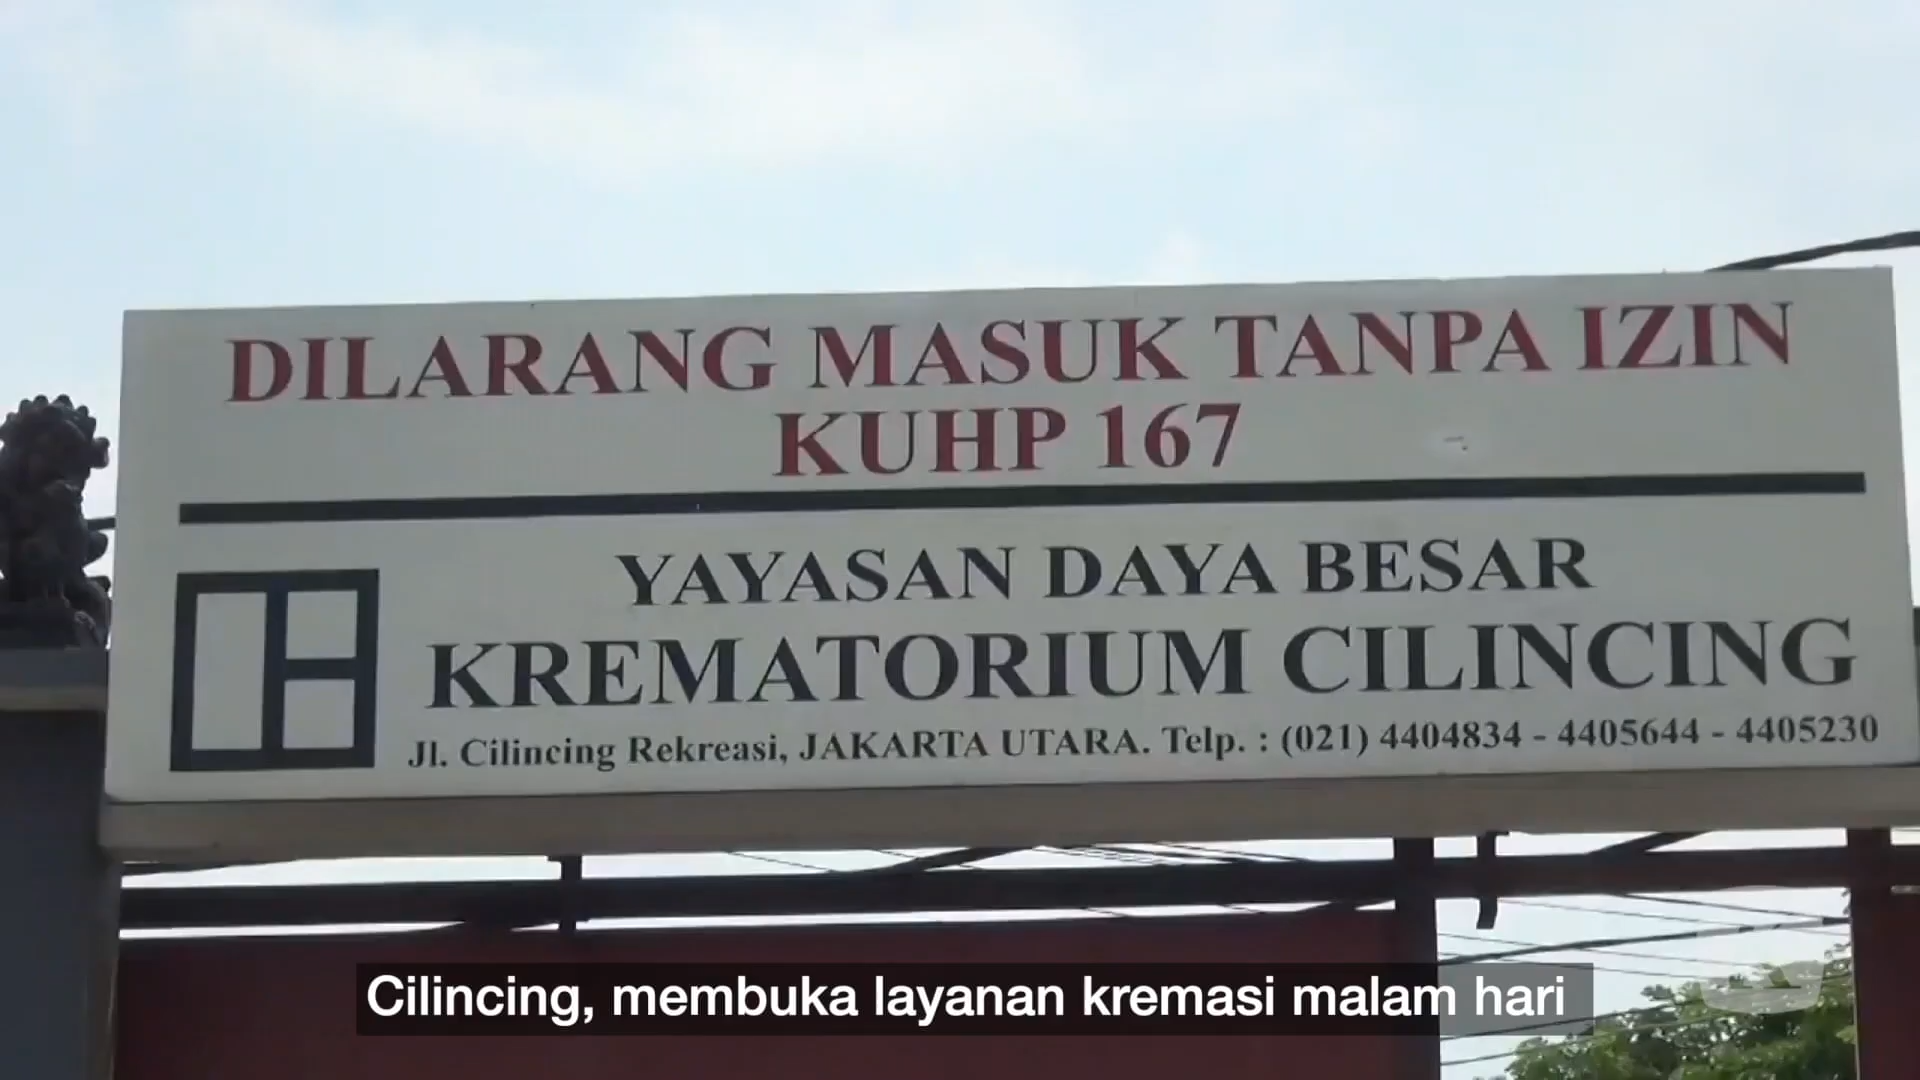 DILARANG MASUK TANPA IZIN
KUHP 167
YAYASAN DAYA BESAR
KREMATORIUM CILINCING
Jl. Cilincing Rekreasi, JAKARTA UTARA. Telp. : (021) 4404834 - 4405644 - 4405230
Cilincing, membuka layanan kremasi malam hari